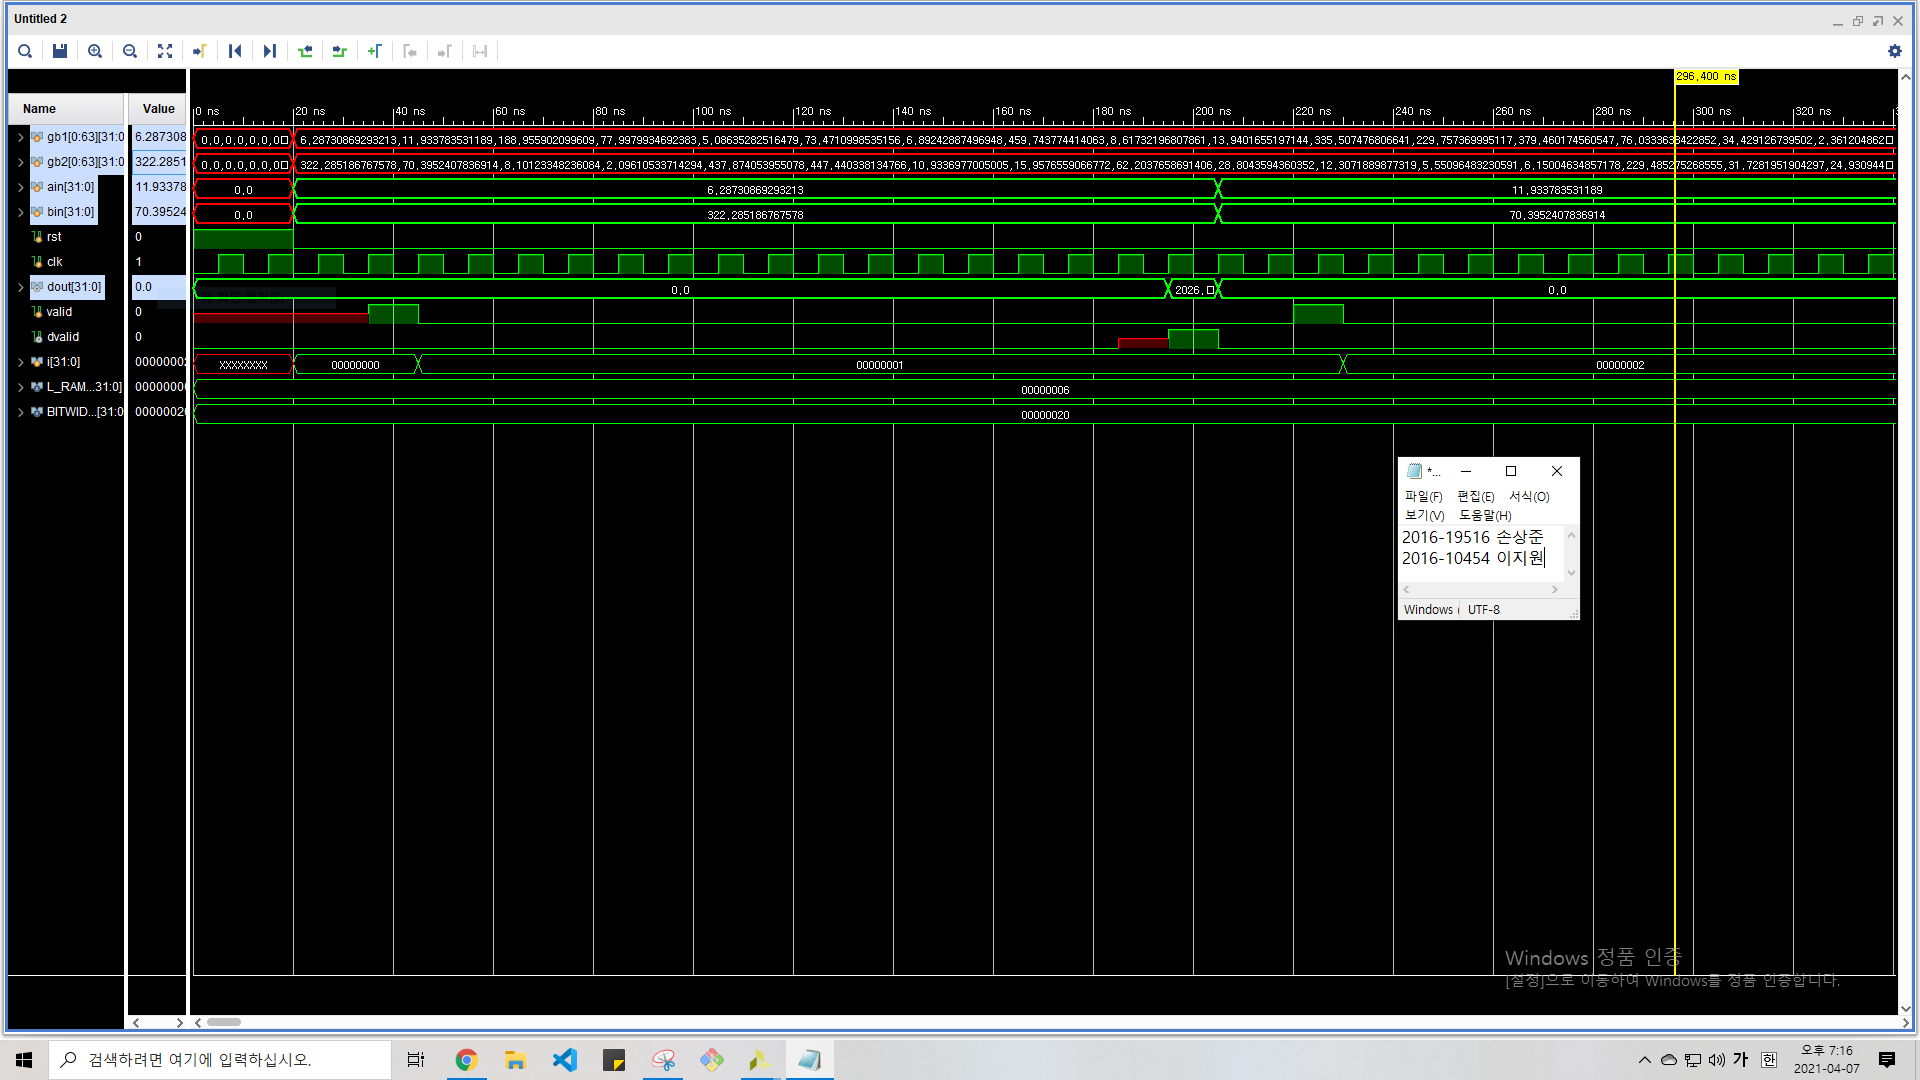 Untitled 2
296.400 ns
Name Value
0 ns 20 ns 40 ns 60 ns 80 ns 100 ns 120 ns 140 ns 160 ns 180 ns 200 ns 220 ns 240 ns 260 ns 280 ns 300 ns 320 ns
gb1[0:63][31:0 6.287308 0.0,0.0,0.0,0.0 6.28730869293213,11.933783531189,188.955902099609,77.9979934692383,5.08635282516479,73.4710998535156,6.89242887496948,459.743774414063,8.61732196807861,13.9401655197144,335.507476806641,229.757369995117,379.460174560547,76.0333633422852,34.4291267395020,2.361204862
gb2[0:63][31:0 322.2851 0.0,0.0,0.0,0.0 322.285186767578,70.3952407836914,8.10123348236084,2.09610533714294,437.874053955078,447.440338134766,10.9336977005005,15.9576559066772,62.2037658691406,28.8043594360352,12.3071899877319,5.55096483230591,6.15004634857178,229.485275268555,31.7281951904297,24.930944
ain[31:0] 11.93378 0.0 6.28730869293213 11.933783531189
bin[31:0] 70.39524 0.0 322.285186767578 70.3952407836914
rst 0
clk 1
dout[31:0] 0.0 0.0 2026. 0.0
valid 0
dvalid 0
i[31:0] 00000002 XXXXXXXX 00000000 00000001 00000002
L_RAM...31:0] 00000006 00000006
BITWID...[31:0 00000020 00000020
*...
파일(F) 편집(E) 서식(O)
보기(V) 도움말(H)
2016-19516 손상준
2016-10454 이지원
Windows ( UTF-8
Windows 정품 인증
[설정]으로 이동하여 Windows를 정품 인증합니다.
검색하려면 여기에 입력하십시오.
가 한 오후 7:16
2021-04-07